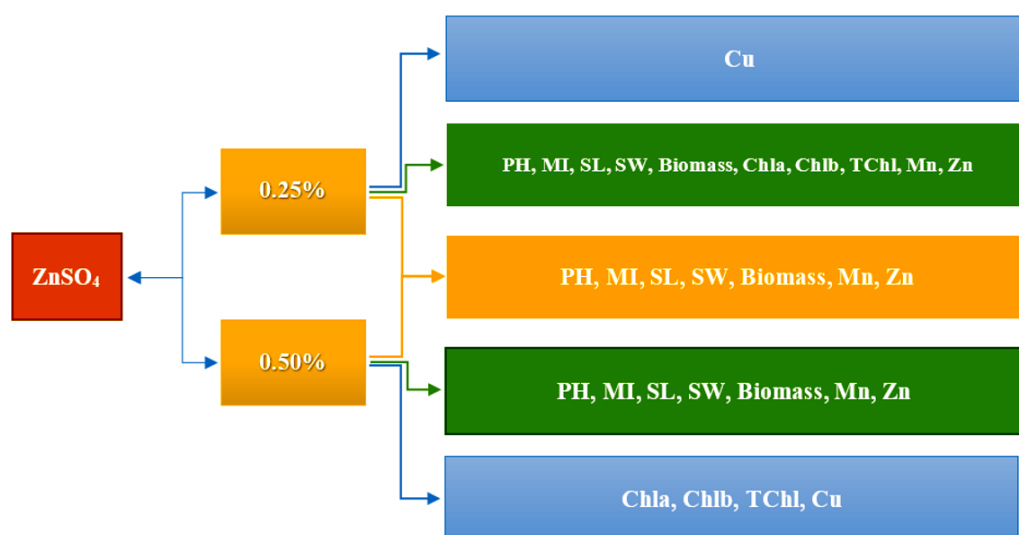 Cu
PH, MI, SL, SW, Biomass, Chla, Chlb, TChl, Mn, Zn
0.25%
ZnSO₄
PH, MI, SL, SW, Biomass, Mn, Zn
0.50%
PH, MI, SL, SW, Biomass, Mn, Zn
Chla, Chlb, TChl, Cu